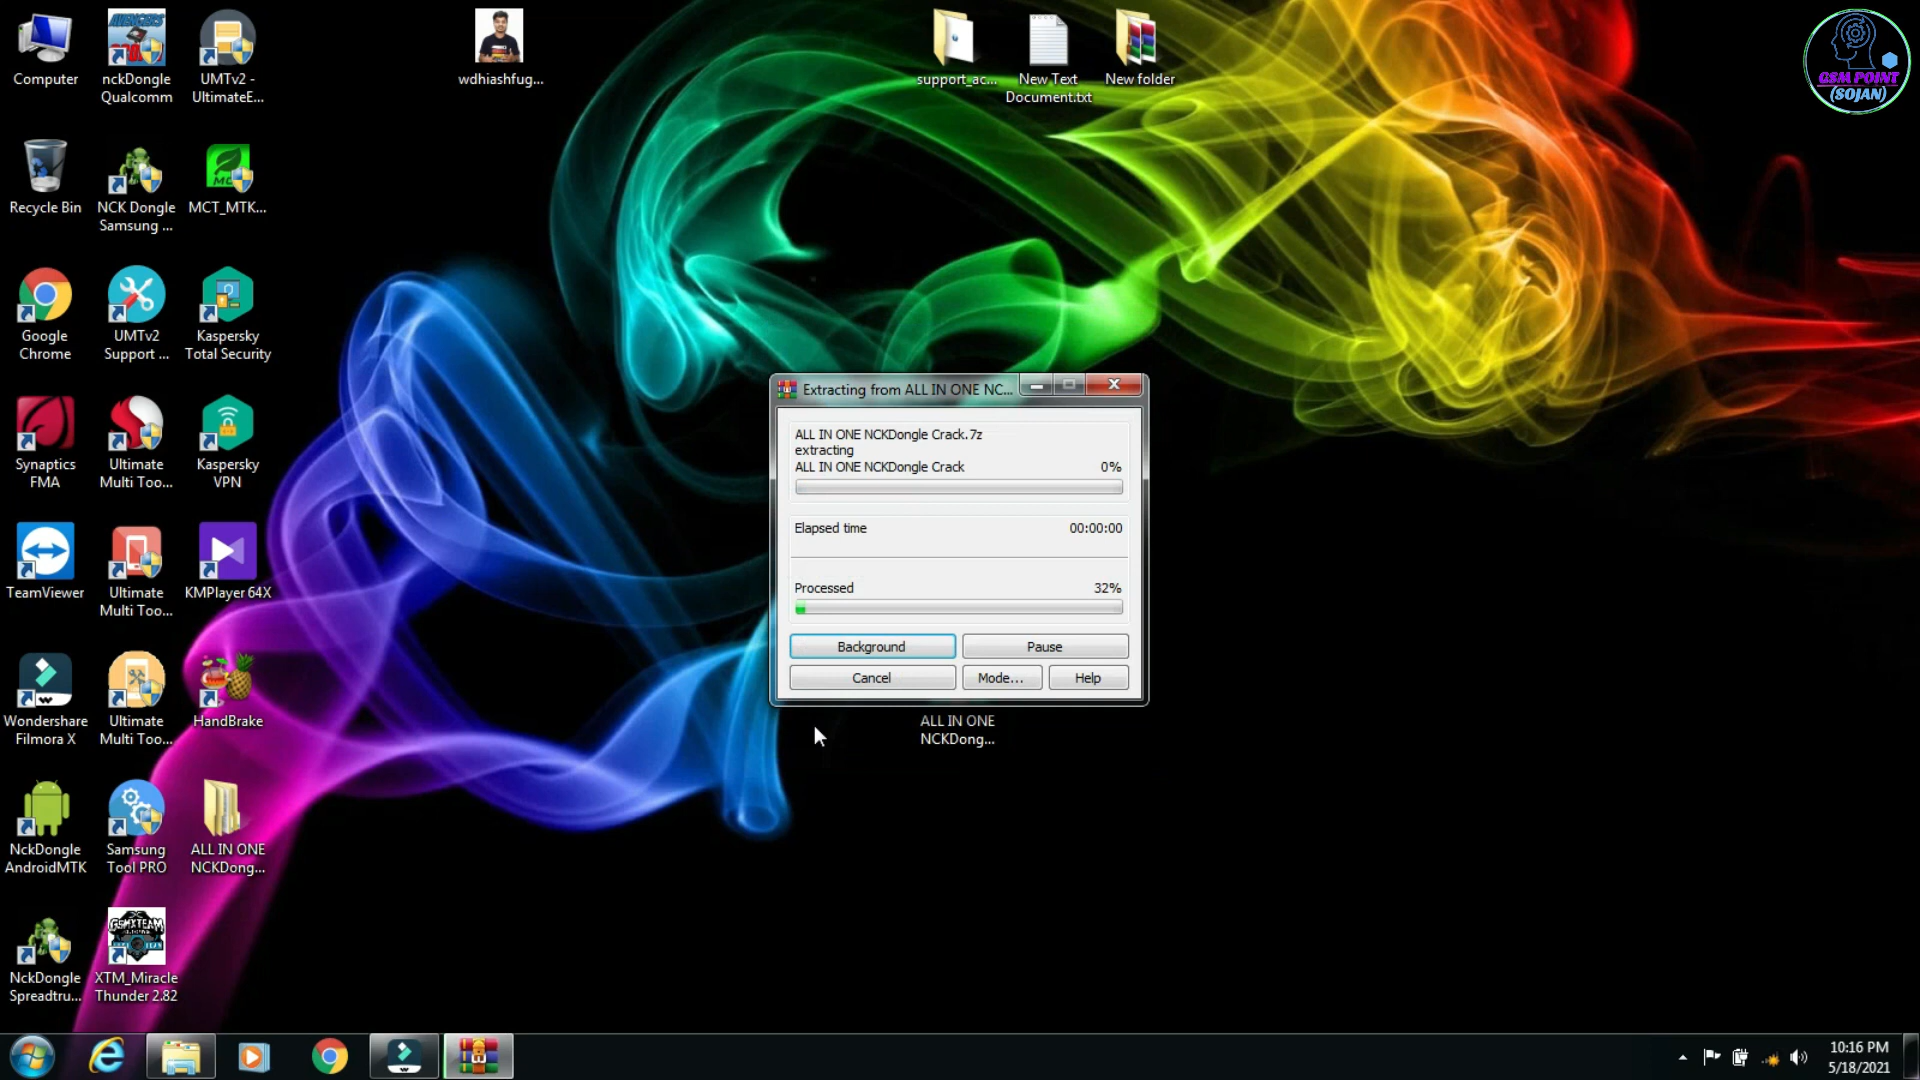 Computer
nckDongle
Qualcomm
UMTv2 -
UltimateE...
wdhiashfug...
support_ac...
New Text
Document.txt
New folder
GSM POINT
(SOJAN)
Recycle Bin
NCK Dongle
Samsung ...
MCT_MTK...
Google
Chrome
UMTv2
Support ...
Kaspersky
Total Security
Synaptics
FMA
Ultimate
Multi Too...
Kaspersky
VPN
TeamViewer
Ultimate
Multi Too...
KMPlayer 64X
Wondershare
Filmora X
Ultimate
Multi Too...
HandBrake
NckDongle
AndroidMTK
Samsung
Tool PRO
ALL IN ONE
NCKDong...
NckDongle
Spreadtru...
XTM_Miracle
Thunder 2.82
Extracting from ALL IN ONE NC...
ALL IN ONE NCKDongle Crack.7z
extracting
ALL IN ONE NCKDongle Crack 0%
Elapsed time 00:00:00
Processed 32%
Background Pause
Cancel Mode... Help
ALL IN ONE
NCKDong...
10:16 PM
5/18/2021